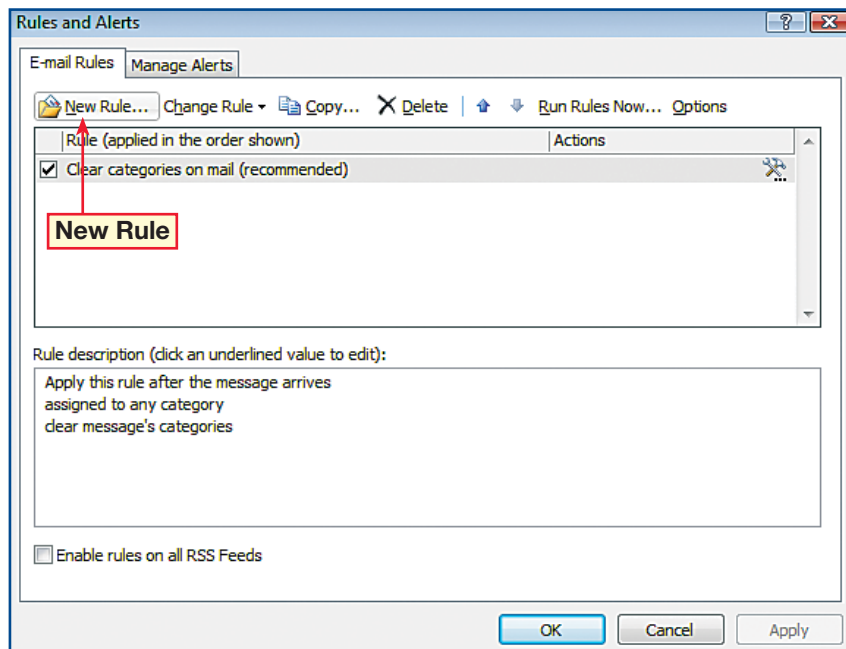 Rules and Alerts
E-mail Rules Manage Alerts
New Rule... Change Rule Copy... Delete Run Rules Now... Options
Rule (applied in the order shown) Actions
Clear categories on mail (recommended)
New Rule
Rule description (click an underlined value to edit):
Apply this rule after the message arrives
assigned to any category
clear message's categories
Enable rules on all RSS Feeds
OK Cancel Apply